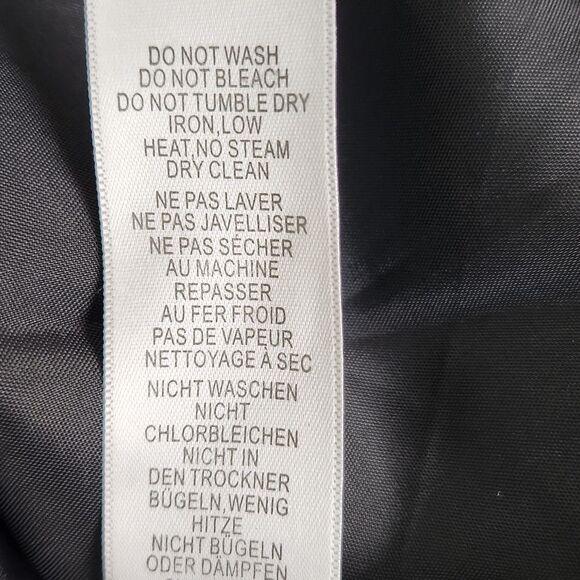 DO NOT WASH
DO NOT BLEACH
DO NOT TUMBLE DRY
IRON,LOW
HEAT,NO STEAM
DRY CLEAN
NE PAS LAVER
NE PAS JAVELLISER
NE PAS SÉCHER
AU MACHINE
REPASSER
AU FER FROID
PAS DE VAPEUR
NETTOYAGE À SEC
NICHT WASCHEN
NICHT
CHLORBLEICHEN
NICHT IN
DEN TROCKNER
BÜGELN,WENIG
HITZE
NICHT BÜGELN
ODER DÄMPFEN